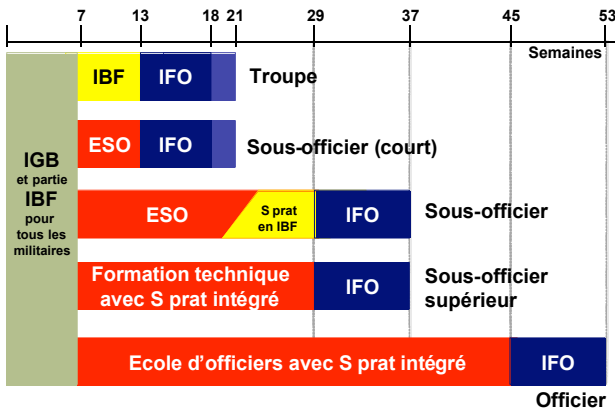 7 13 18 21 29 37 45 53
Semaines
IBF IFO Troupe
ESO IFO Sous-officier (court)
IGB
et partie
IBF
pour
tous les
militaires
ESO
S prat
en IBF
IFO
Sous-officier
Formation technique
avec S prat intégré
IFO
Sous-officier
supérieur
Ecole d'officiers avec S prat intégré IFO
Officier